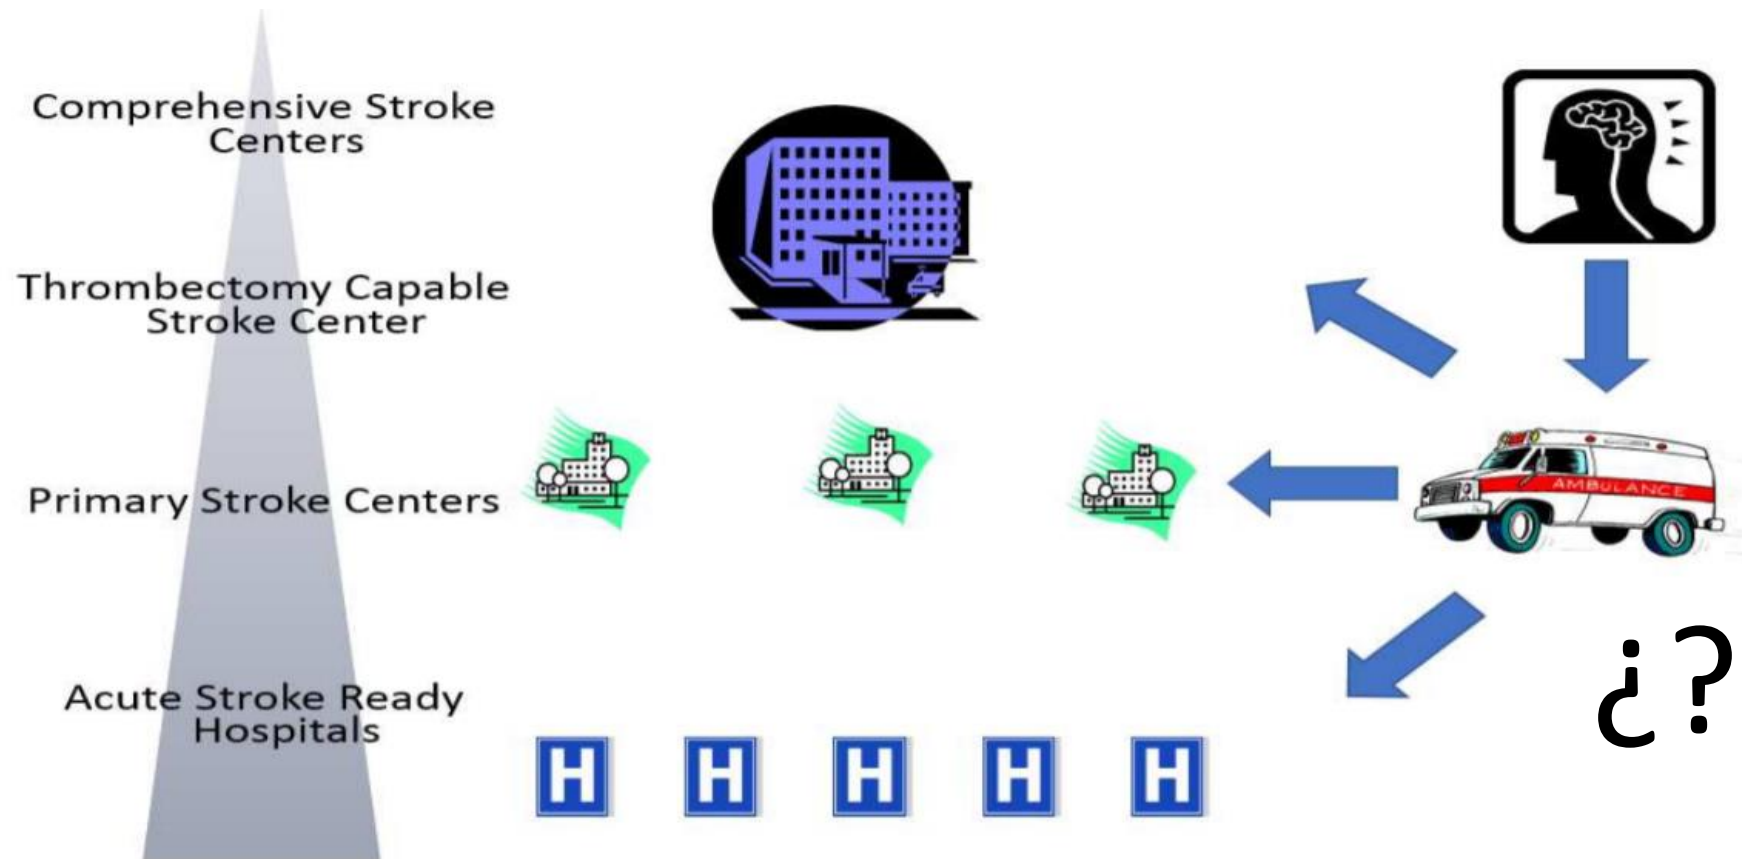 Comprehensive Stroke
Centers
Thrombectomy Capable
Stroke Center
Primary Stroke Centers
AMBULANCE
¿?
Acute Stroke Ready
Hospitals
H H H H H